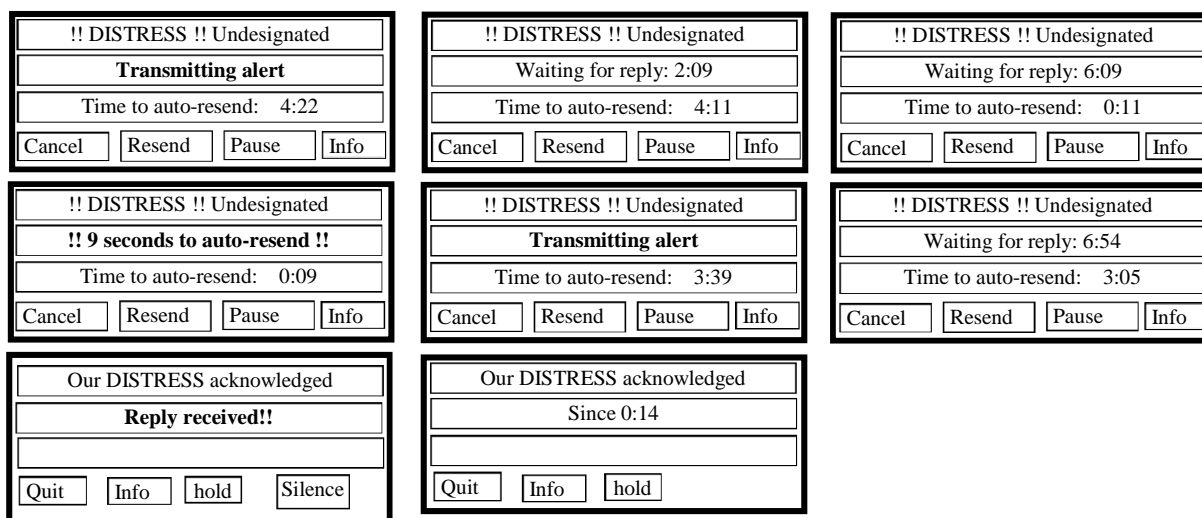 !! DISTRESS !! Undesignated
Transmitting alert
Time to auto-resend: 4:22
Cancel Resend Pause Info
!! DISTRESS !! Undesignated
Waiting for reply: 2:09
Time to auto-resend: 4:11
Cancel Resend Pause Info
!! DISTRESS !! Undesignated
Waiting for reply: 6:09
Time to auto-resend: 0:11
Cancel Resend Pause Info
!! DISTRESS !! Undesignated
!! 9 seconds to auto-resend !!
Time to auto-resend: 0:09
Cancel Resend Pause Info
!! DISTRESS !! Undesignated
Transmitting alert
Time to auto-resend: 3:39
Cancel Resend Pause Info
!! DISTRESS !! Undesignated
Waiting for reply: 6:54
Time to auto-resend: 3:05
Cancel Resend Pause Info
Our DISTRESS acknowledged
Reply received!!
Quit Info hold Silence
Our DISTRESS acknowledged
Since 0:14
Quit Info hold